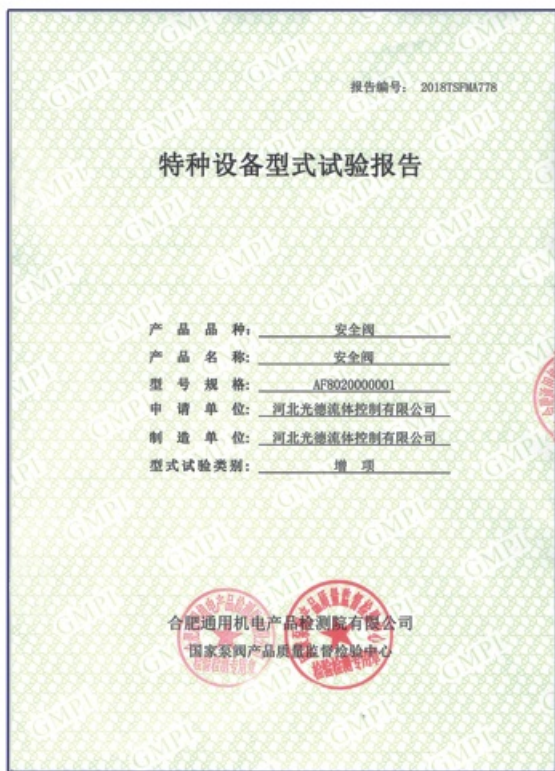 报告编号: 2018TSFMA778
特种设备型式试验报告
产品品种: 安全阀
产品名称: 安全阀
型号规格: AF8020000001
申请单位: 河北光德流体控制有限公司
制造单位: 河北光德流体控制有限公司
型式试验类别: 增 项
合肥通用机电产品检测院有限公司
国家泵阀产品质量监督检验中心
GMPI